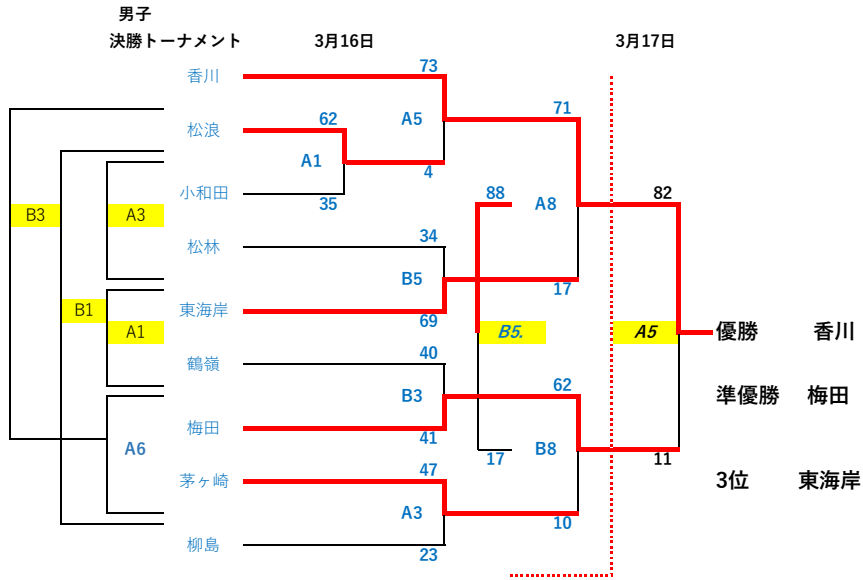 男子
決勝トーナメント 3月16日 3月17日
香川 73
71
松浪 62 A5
A1
4
小和田 35 88 A8 82
B3 A3
松林 34
B5
17
東海岸 69
B1 A1 B5. A5 優勝 香川
鶴嶺 40
B3 62 準優勝 梅田
梅田 41
A6 B8
17 11
茅ヶ崎 47 3位 東海岸
A3
10
柳島 23